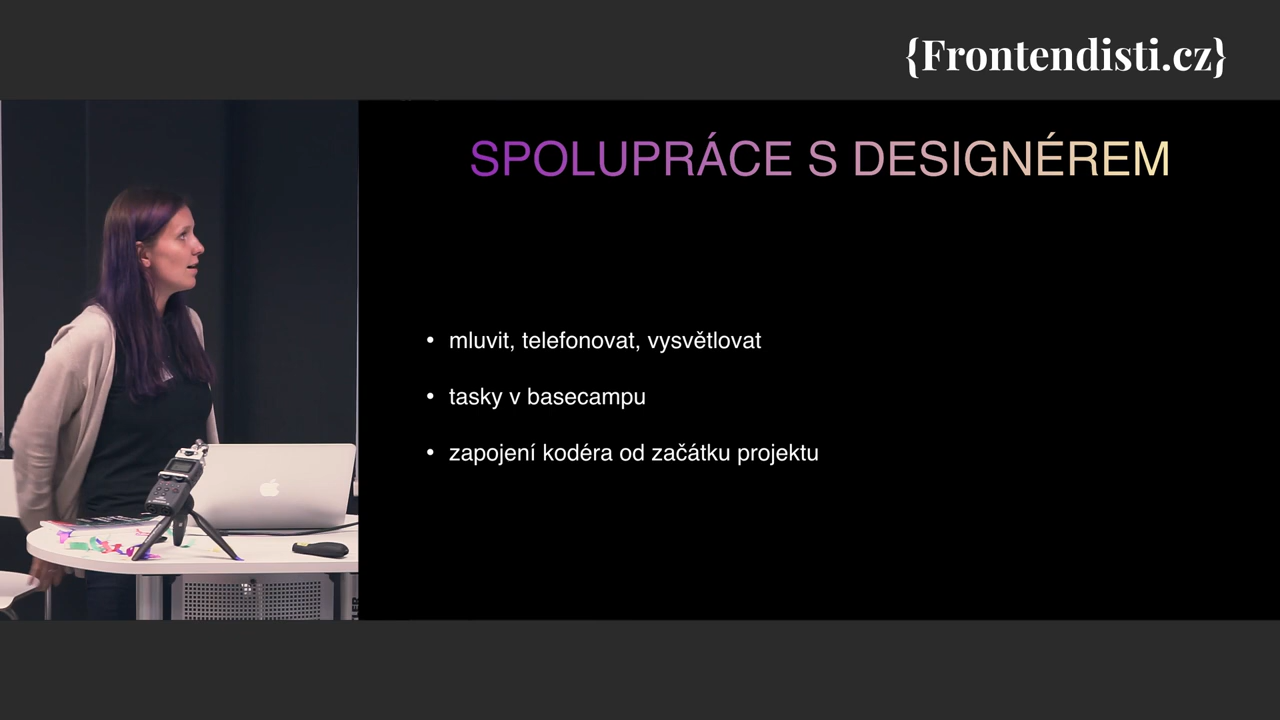 {Frontendisti.cz}
SPOLUPRÁCE S DESIGNÉREM
• mluvit, telefonovat, vysvětlovat
• tasky v basecampu
• zapojení kodéra od začátku projektu